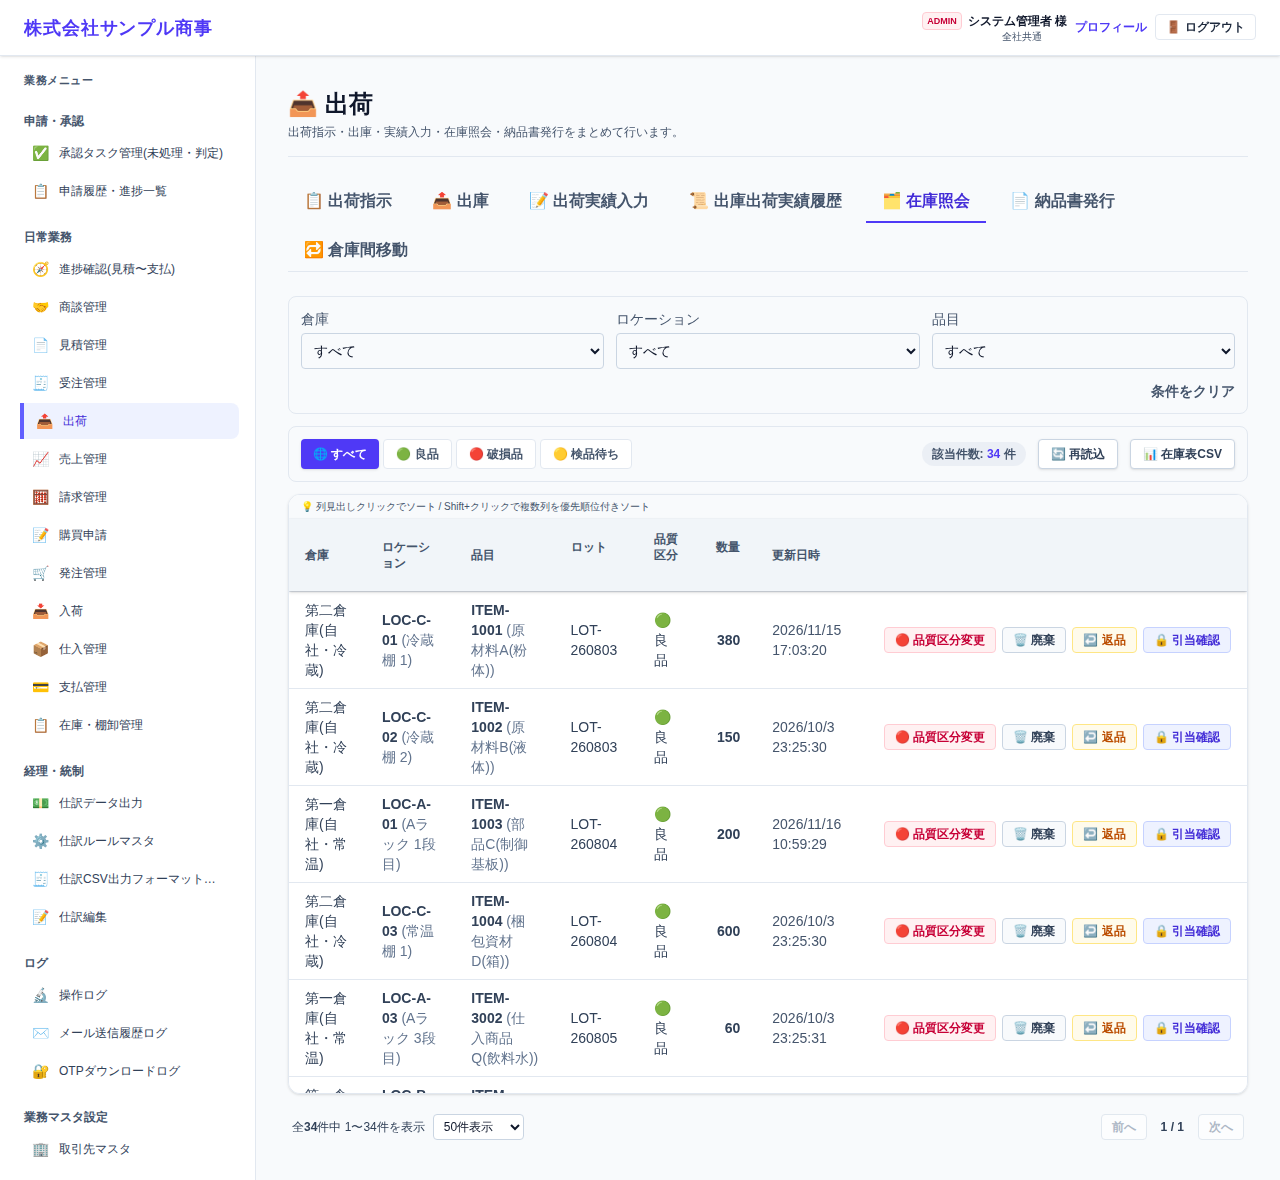 株式会社サンプル商事
ADMIN システム管理者 様
全社共通
プロフィール
🚪 ログアウト
業務メニュー
申請・承認
✅ 承認タスク管理(未処理・判定)
📋 申請履歴・進捗一覧
日常業務
🧭 進捗確認(見積〜支払)
🤝 商談管理
📄 見積管理
🧾 受注管理
📤 出荷
📈 売上管理
🧮 請求管理
📝 購買申請
🛒 発注管理
📥 入荷
📦 仕入管理
💳 支払管理
📋 在庫・棚卸管理
経理・統制
💵 仕訳データ出力
⚙️ 仕訳ルールマスタ
🧾 仕訳CSV出力フォーマット…
📝 仕訳編集
ログ
🔬 操作ログ
✉️ メール送信履歴ログ
🔐 OTPダウンロードログ
業務マスタ設定
🏢 取引先マスタ
📤 出荷
出荷指示・出庫・実績入力・在庫照会・納品書発行をまとめて行います。
📋 出荷指示 📤 出庫 📝 出荷実績入力 📜 出庫出荷実績履歴 🗂️ 在庫照会 📄 納品書発行
🔁 倉庫間移動
倉庫 ロケーション 品目
すべて すべて すべて
条件をクリア
🌐 すべて 🟢 良品 🔴 破損品 🟡 検品待ち 該当件数: 34 件 🔄 再読込 📊 在庫表CSV
💡 列見出しクリックでソート / Shift+クリックで複数列を優先順位付きソート
倉庫 ロケーシ
ョン 品目 ロット 品質
区分 数量 更新日時
第二倉
庫(自
社・冷
蔵)
LOC-C-
01 (冷蔵
棚 1)
ITEM-
1001 (原
材料A(粉
体))
LOT-
260803
🟢
良
品
380
2026/11/15
17:03:20
🔴 品質区分変更 🗑️ 廃棄 ↩️ 返品 🔒 引当確認
第二倉
庫(自
社・冷
蔵)
LOC-C-
02 (冷蔵
棚 2)
ITEM-
1002 (原
材料B(液
体))
LOT-
260803
🟢
良
品
150
2026/10/3
23:25:30
🔴 品質区分変更 🗑️ 廃棄 ↩️ 返品 🔒 引当確認
第一倉
庫(自
社・常
温)
LOC-A-
01 (Aラ
ック 1段
目)
ITEM-
1003 (部
品C(制御
基板))
LOT-
260804
🟢
良
品
200
2026/11/16
10:59:29
🔴 品質区分変更 🗑️ 廃棄 ↩️ 返品 🔒 引当確認
第二倉
庫(自
社・冷
蔵)
LOC-C-
03 (常温
棚 1)
ITEM-
1004 (梱
包資材
D(箱))
LOT-
260804
🟢
良
品
600
2026/10/3
23:25:30
🔴 品質区分変更 🗑️ 廃棄 ↩️ 返品 🔒 引当確認
第一倉
庫(自
社・常
温)
LOC-A-
03 (Aラ
ック 3段
目)
ITEM-
3002 (仕
入商品
Q(飲料水))
LOT-
260805
🟢
良
品
60
2026/10/3
23:25:31
🔴 品質区分変更 🗑️ 廃棄 ↩️ 返品 🔒 引当確認
全34件中 1〜34件を表示 50件表示 前へ 1 / 1 次へ